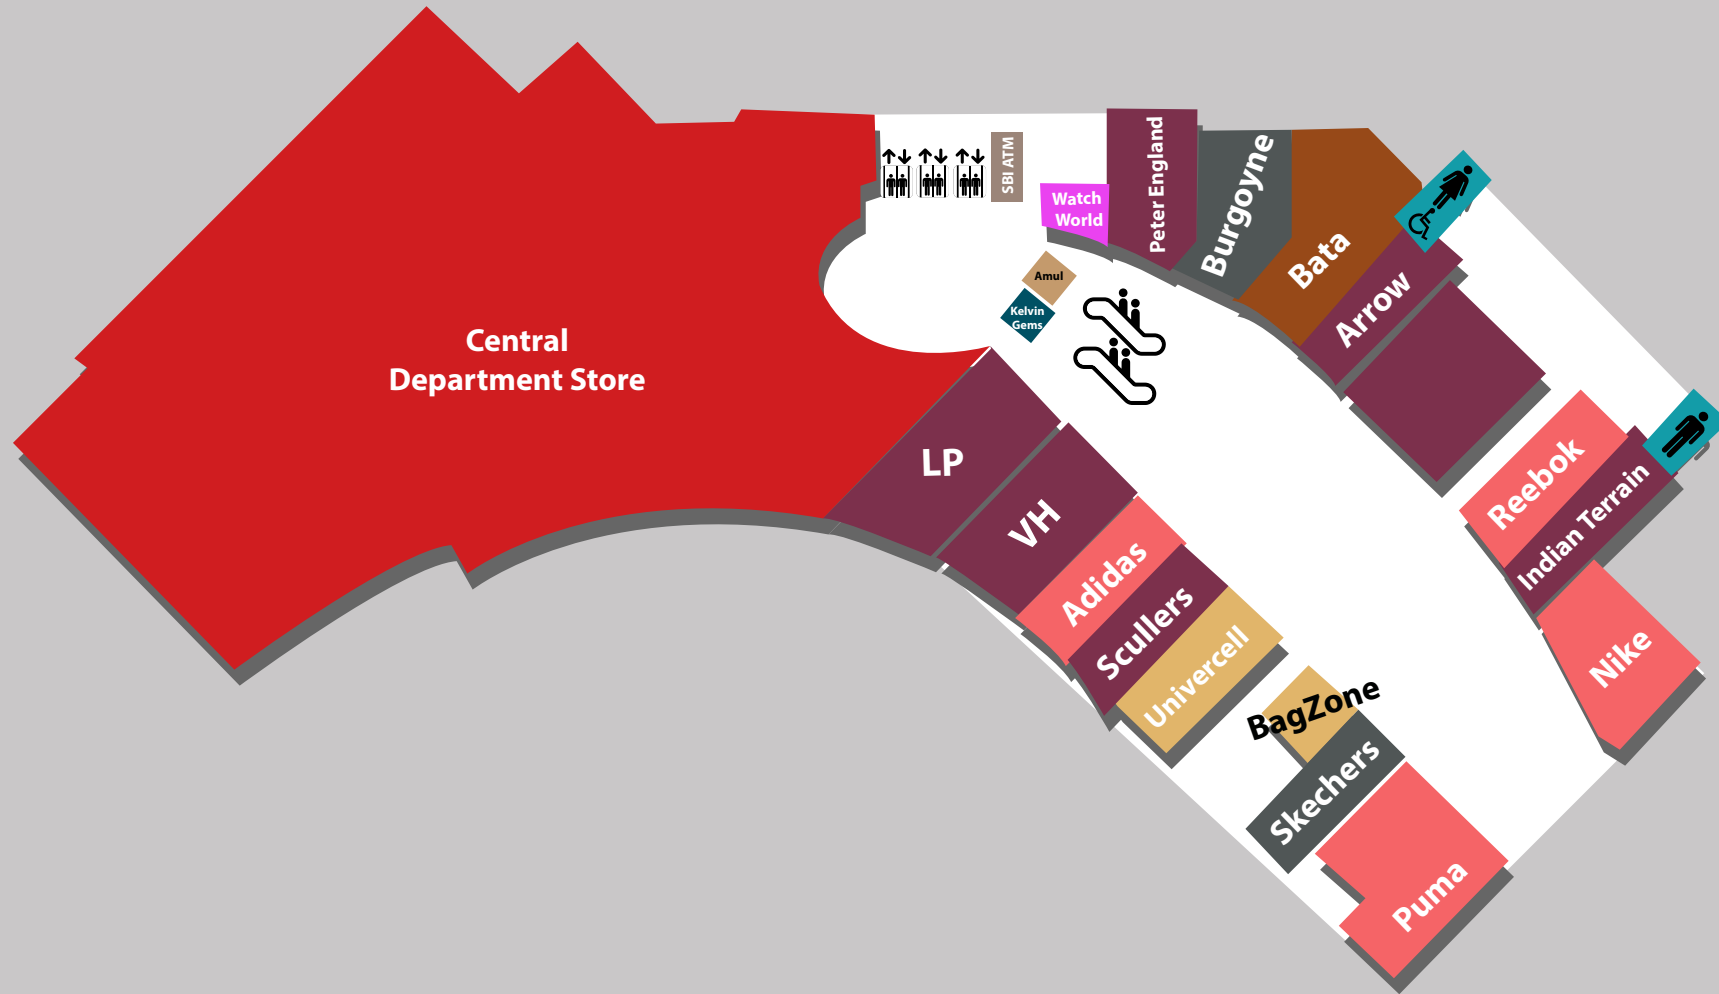 Central
Department Store
SBI ATM
Watch
World
Peter England
Burgoyne
Bata
Arrow
Amul
Kelvin
Gems
LP
VH
Adidas
Scullers
Univercell
BagZone
Skechers
Puma
Reebok
Indian Terrain
Nike